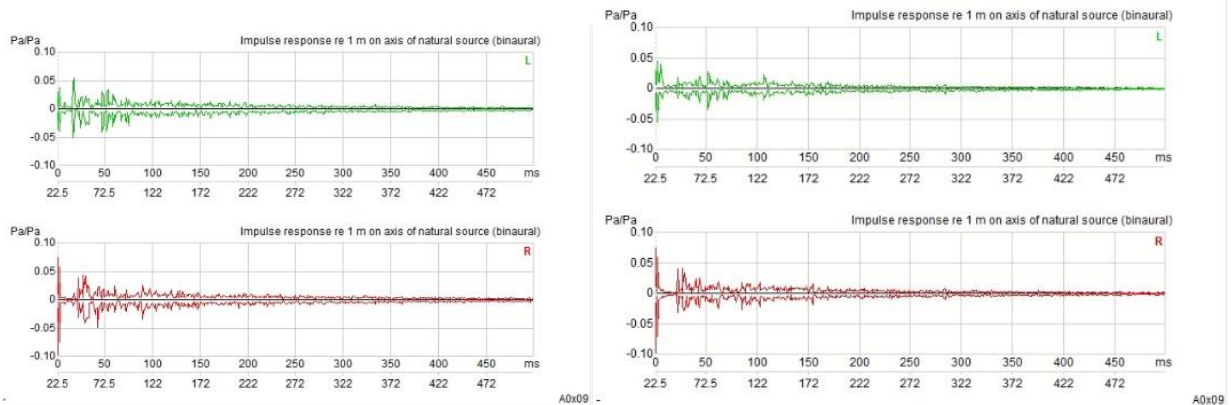 Pa/Pa Impulse response re 1 m on axis of natural source (binaural)
0.10
L
0.05
0
-0.05
-0.10
0 50 100 150 200 250 300 350 400 450 ms
22.5 72.5 122 172 222 272 322 372 422 472
Pa/Pa Impulse response re 1 m on axis of natural source (binaural)
0.10
R
0.05
0
-0.05
-0.10
0 50 100 150 200 250 300 350 400 450 ms
22.5 72.5 122 172 222 272 322 372 422 472
A0x09
Pa/Pa Impulse response re 1 m on axis of natural source (binaural)
0.10
L
0.05
0
-0.05
-0.10
0 50 100 150 200 250 300 350 400 450 ms
22.5 72.5 122 172 222 272 322 372 422 472
Pa/Pa Impulse response re 1 m on axis of natural source (binaural)
0.10
R
0.05
0
-0.05
-0.10
0 50 100 150 200 250 300 350 400 450 ms
22.5 72.5 122 172 222 272 322 372 422 472
A0x09